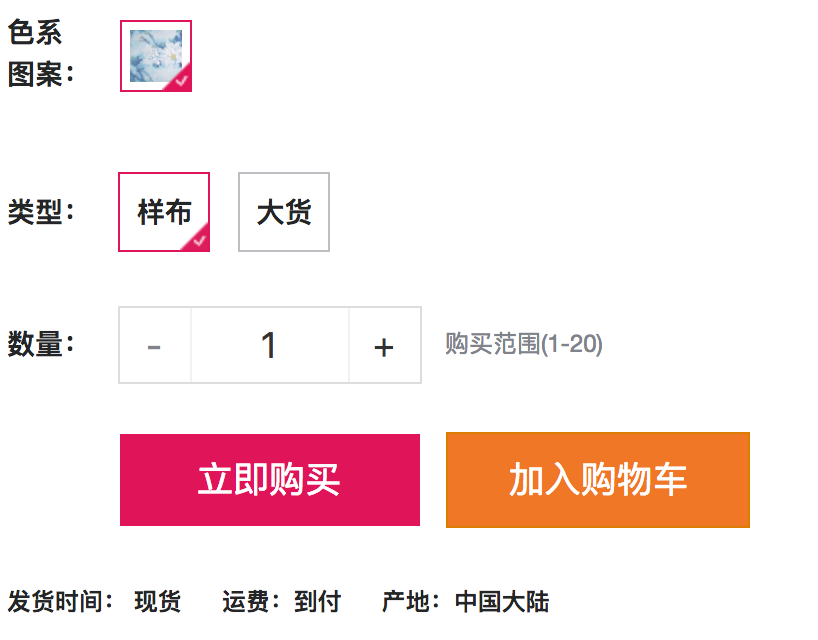 色系
图案：
类型： 样布 大货
数量： - 1 + 购买范围(1-20)
立即购买 加入购物车
发货时间： 现货 运费：到付 产地：中国大陆